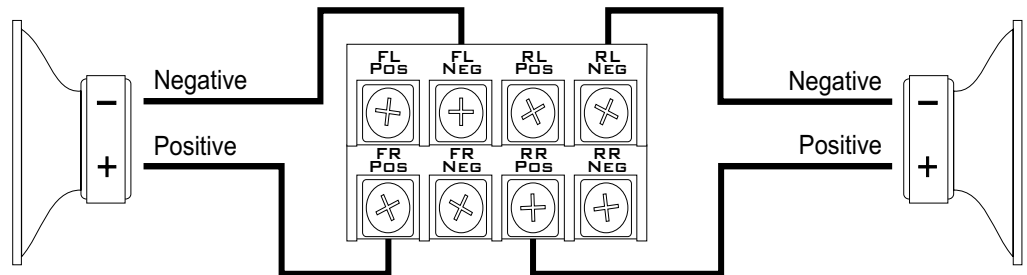 FL POS
FL NEG
RL POS
RL NEG
Negative
−
Positive
+
FR POS
FR NEG
RR POS
RR NEG
Negative
−
Positive
+